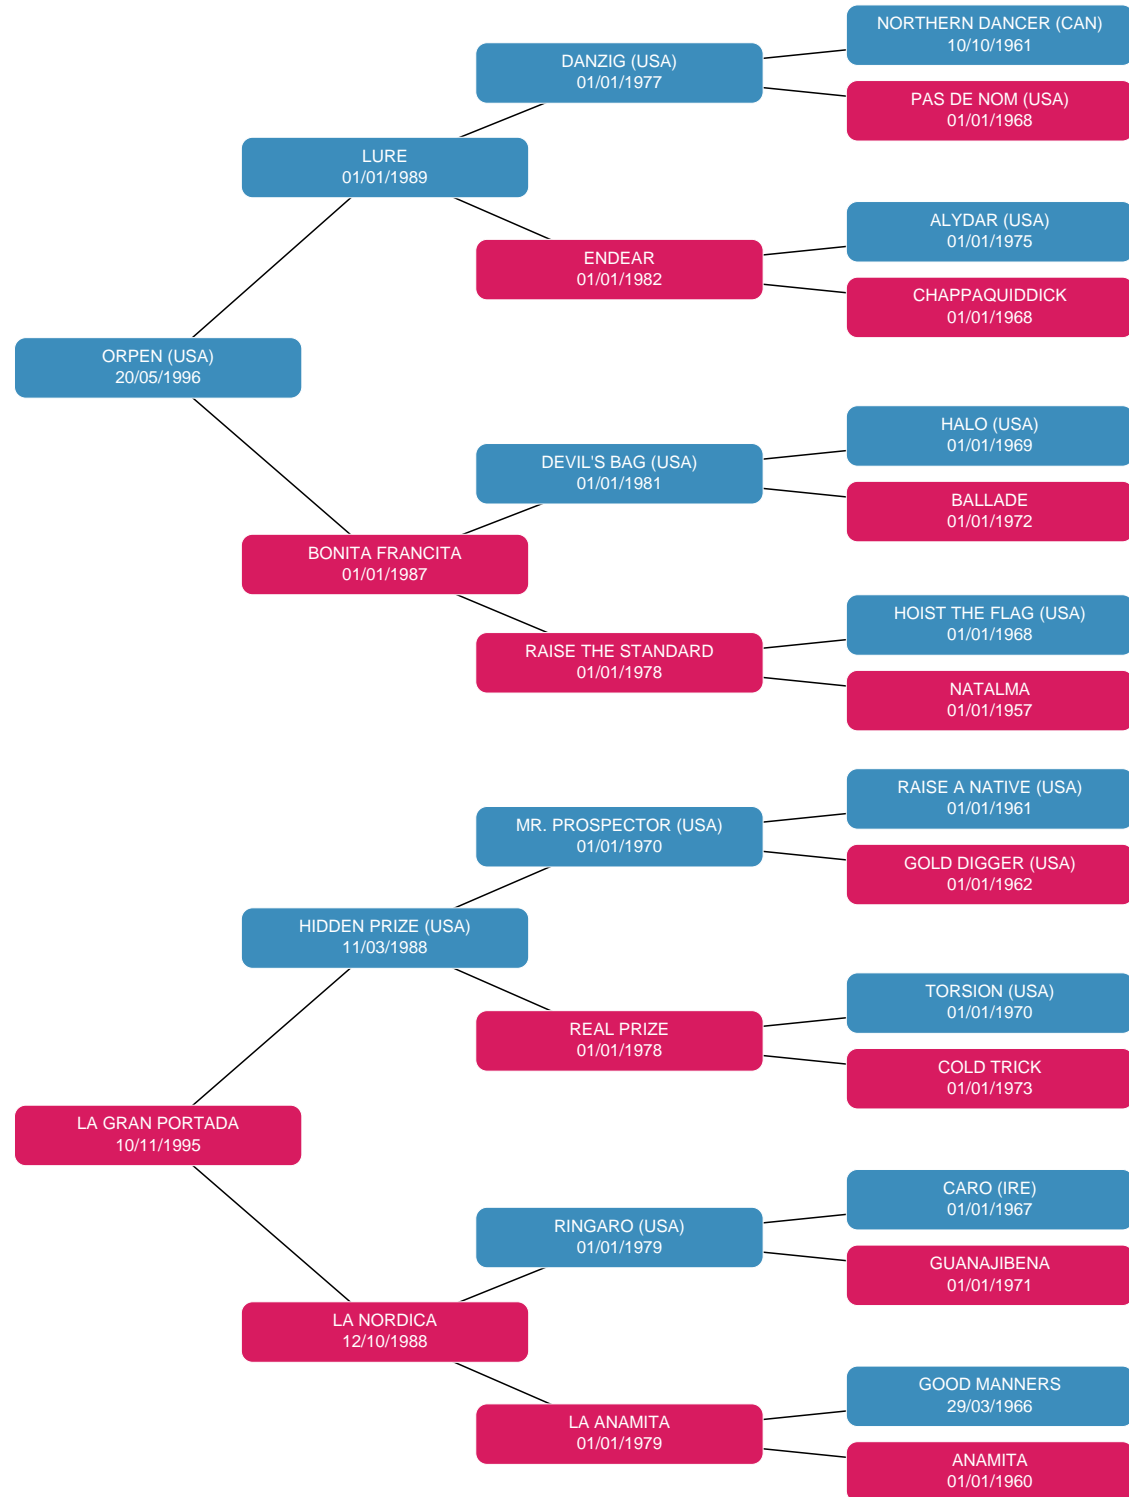 NORTHERN DANCER (CAN)
10/10/1961
DANZIG (USA)
01/01/1977
PAS DE NOM (USA)
01/01/1968
LURE
01/01/1989
ALYDAR (USA)
01/01/1975
ENDEAR
01/01/1982
CHAPPAQUIDDICK
01/01/1968
ORPEN (USA)
20/05/1996
HALO (USA)
01/01/1969
DEVIL'S BAG (USA)
01/01/1981
BALLADE
01/01/1972
BONITA FRANCITA
01/01/1987
HOIST THE FLAG (USA)
01/01/1968
RAISE THE STANDARD
01/01/1978
NATALMA
01/01/1957
RAISE A NATIVE (USA)
01/01/1961
MR. PROSPECTOR (USA)
01/01/1970
GOLD DIGGER (USA)
01/01/1962
HIDDEN PRIZE (USA)
11/03/1988
TORSION (USA)
01/01/1970
REAL PRIZE
01/01/1978
COLD TRICK
01/01/1973
LA GRAN PORTADA
10/11/1995
CARO (IRE)
01/01/1967
RINGARO (USA)
01/01/1979
GUANAJIBENA
01/01/1971
LA NORDICA
12/10/1988
GOOD MANNERS
29/03/1966
LA ANAMITA
01/01/1979
ANAMITA
01/01/1960